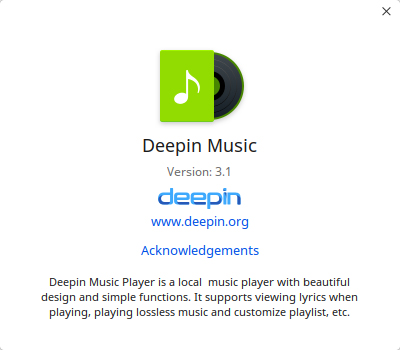 Deepin Music
Version: 3.1
deepin
www.deepin.org
Acknowledgements
Deepin Music Player is a local  music player with beautiful
design and simple functions. It supports viewing lyrics when
playing, playing lossless music and customize playlist, etc.